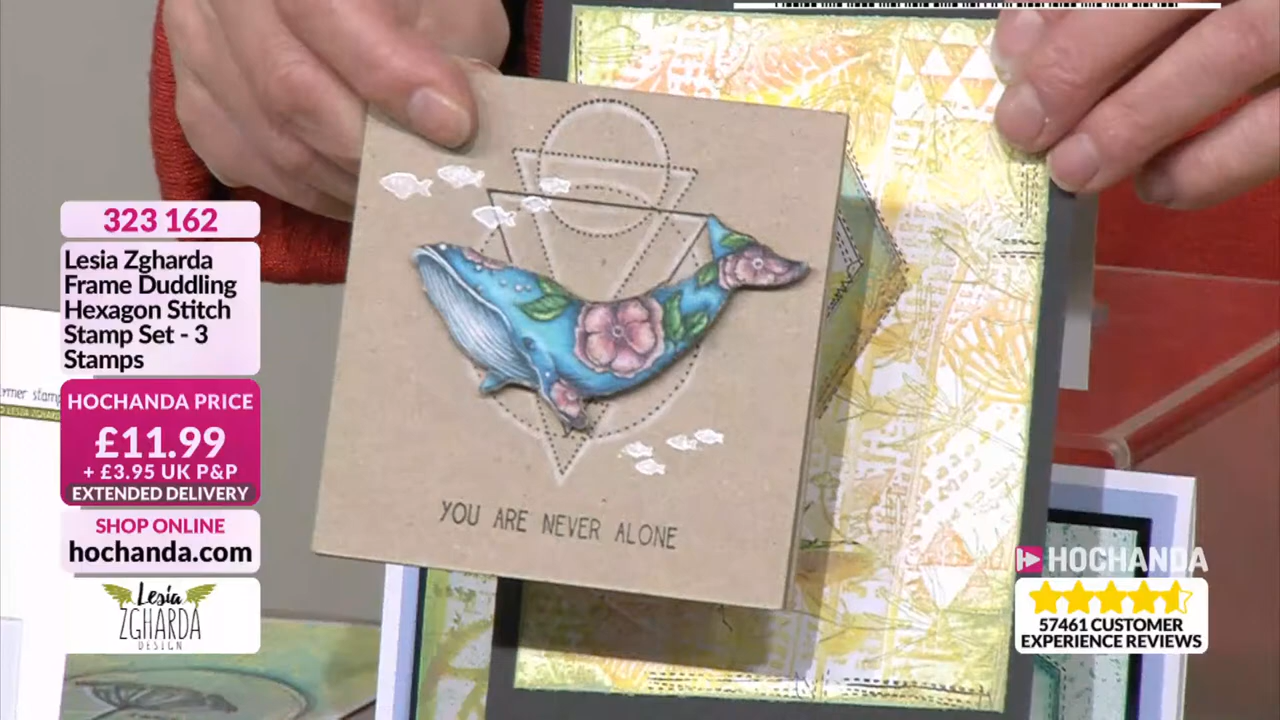 323 162
Lesia Zgharda
Frame Duddling
Hexagon Stitch
Stamp Set - 3
Stamps
HOCHANDA PRICE
£11.99
+ £3.95 UK P&P
EXTENDED DELIVERY
SHOP ONLINE
hochanda.com
Lesia
ZGHARDA
DESIGN
YOU ARE NEVER ALONE
HOCHANDA
57461 CUSTOMER
EXPERIENCE REVIEWS